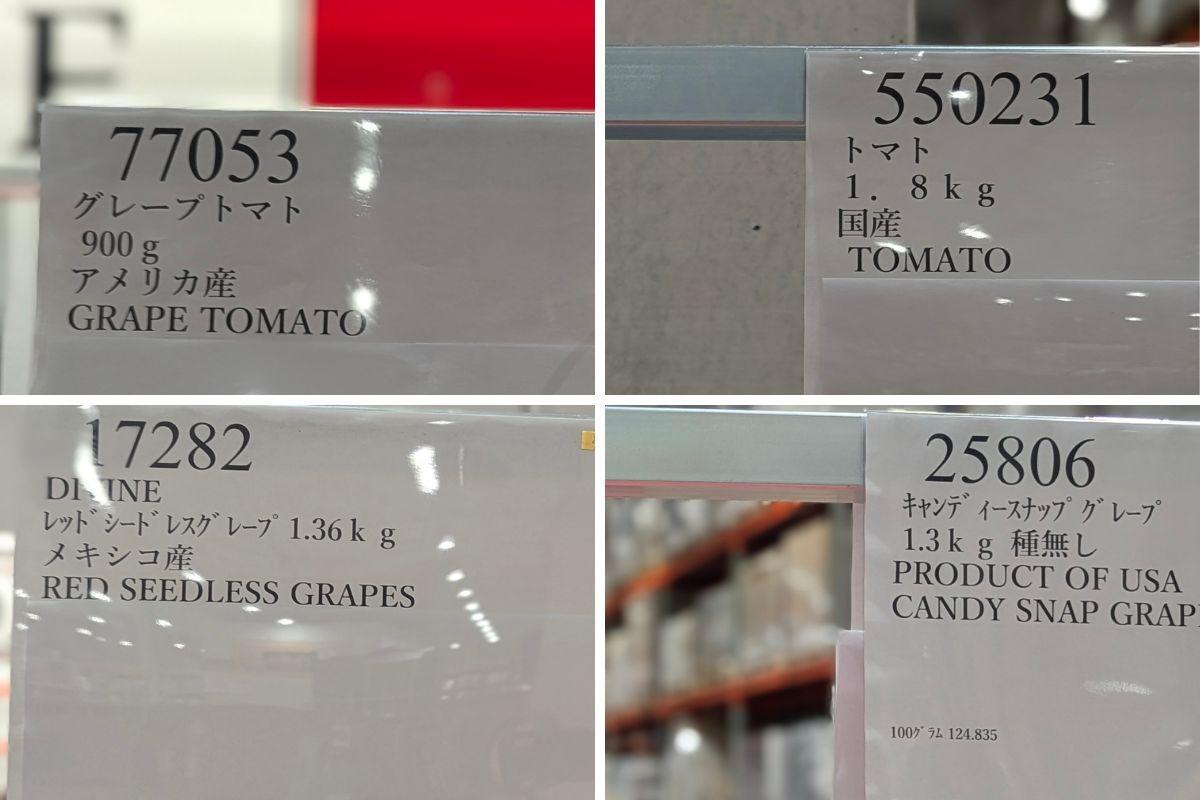 E
77053
グレープトマト
900g
アメリカ産
GRAPE TOMATO
550231
トマト
1. 8kg
国産
TOMATO
17282
DIVINE
ﾚｯﾄﾞｼｰﾄﾞﾚｽｸﾞﾚｰﾌﾟ 1.36kg
メキシコ産
RED SEEDLESS GRAPES
25806
ｷｬﾝﾃﾞｨｰｽﾅｯﾌﾟｸﾞﾚｰﾌﾟ
1.3kg 種無し
PRODUCT OF USA
CANDY SNAP GRAP
100ｸﾞﾗﾑ 124.835